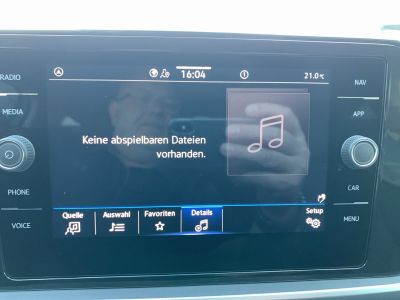 16:04
21.0 °C
RADIO
NAV
MEDIA
APP
Keine abspielbaren Dateien
vorhanden.
PHONE
CAR
VOICE
MENU
Quelle
Auswahl
Favoriten
Details
Setup